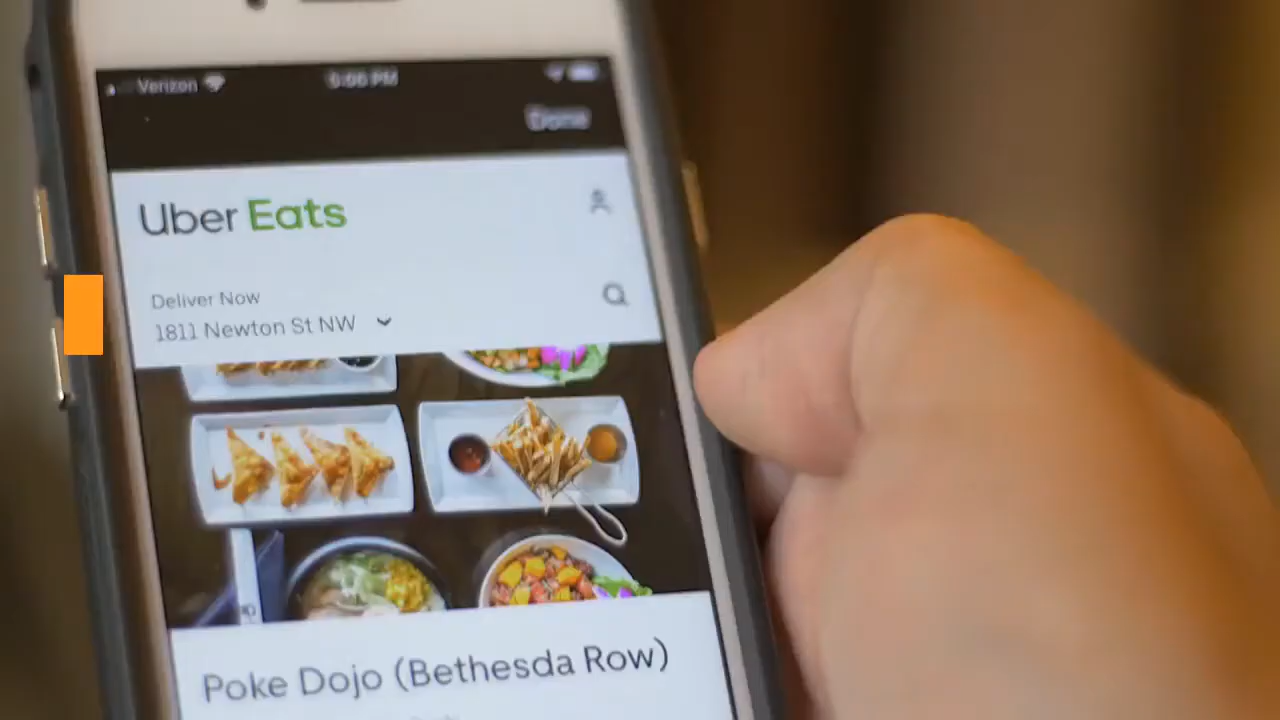 Verizon
Done
Uber Eats
Deliver Now
1811 Newton St NW
Poke Dojo (Bethesda Row)